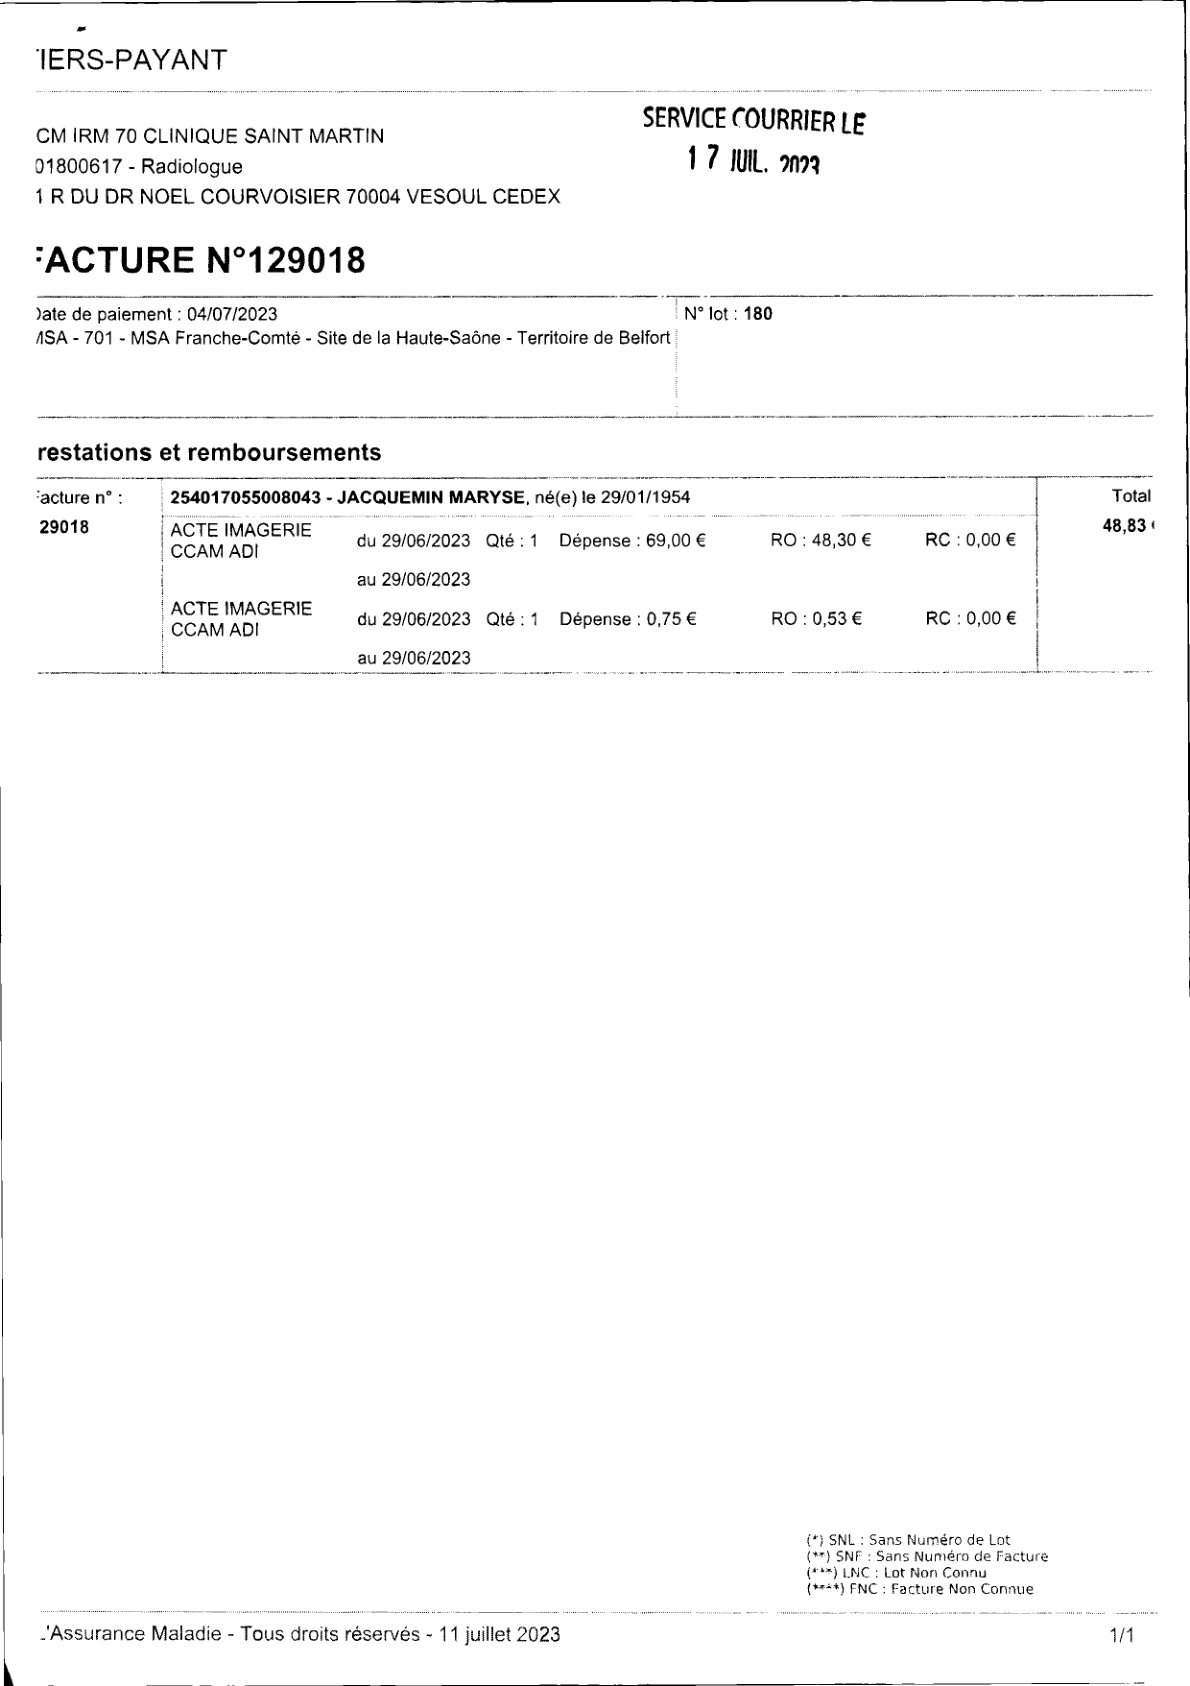 IERS-PAYANT
SERVICE COURRIER LE
17 JUIL. 2023
CM IRM 70 CLINIQUE SAINT MARTIN
01800617 - Radiologue
1 R DU DR NOEL COURVOISIER 70004 VESOUL CEDEX
FACTURE N°129018
Date de paiement : 04/07/2023 N° lot : 180
MSA - 701 - MSA Franche-Comté - Site de la Haute-Saône - Territoire de Belfort
restations et remboursements
Facture n° : 254017055008043 - JACQUEMIN MARYSE, né(e) le 29/01/1954 Total
29018 ACTE IMAGERIE CCAM ADI du 29/06/2023 Qté : 1 Dépense : 69,00 € RO : 48,30 € RC : 0,00 € 48,83 €
au 29/06/2023
ACTE IMAGERIE CCAM ADI du 29/06/2023 Qté : 1 Dépense : 0,75 € RO : 0,53 € RC : 0,00 €
au 29/06/2023
(*) SNL : Sans Numéro de Lot
(**) SNF : Sans Numéro de Facture
(***) LNC : Lot Non Connu
(****) FNC : Facture Non Connue
L'Assurance Maladie - Tous droits réservés - 11 juillet 2023 1/1